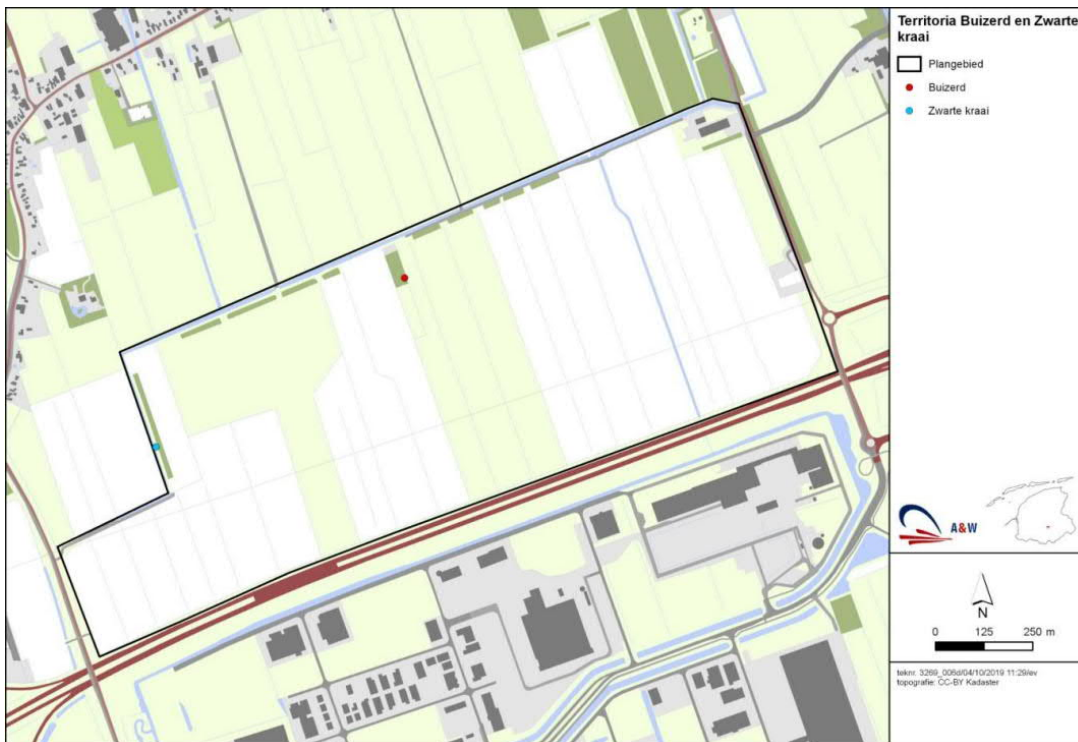 Territoria Buizerd en Zwarte
kraai
Plangebied
Buizerd
Zwarte kraai
A&W
N
0 125 250 m
teknr. 3269_006d/04/10/2019 11:29/ev
topografie: CC-BY Kadaster